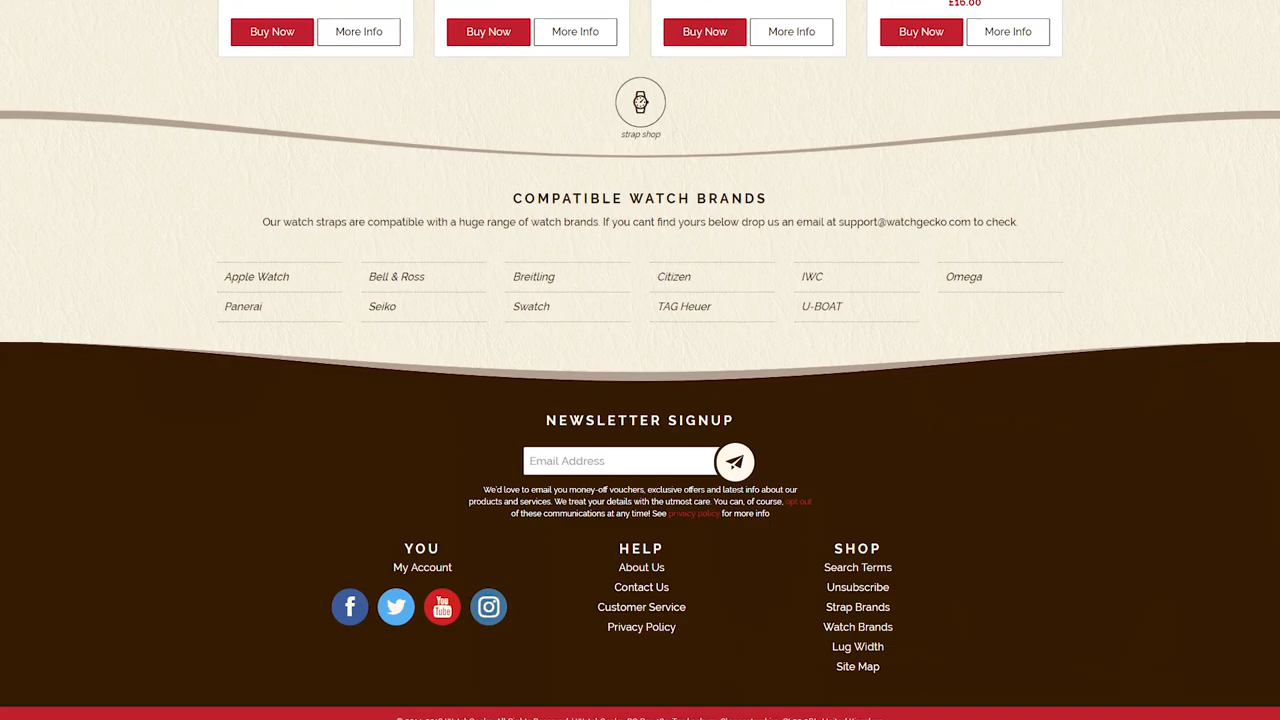 £16.00
Buy Now More Info Buy Now More Info Buy Now More Info Buy Now More Info
strap shop
COMPATIBLE WATCH BRANDS
Our watch straps are compatible with a huge range of watch brands. If you cant find yours below drop us an email at support@watchgecko.com to check.
Apple Watch Bell & Ross Breitling Citizen IWC Omega
Panerai Seiko Swatch TAG Heuer U-BOAT
NEWSLETTER SIGNUP
Email Address
We'd love to email you money-off vouchers, exclusive offers and latest info about our
products and services. We treat your details with the utmost care. You can, of course, opt out
of these communications at any time! See privacy policy for more info
YOU HELP SHOP
My Account About Us Search Terms
Contact Us Unsubscribe
f You Tube Customer Service Strap Brands
Privacy Policy Watch Brands
Lug Width
Site Map